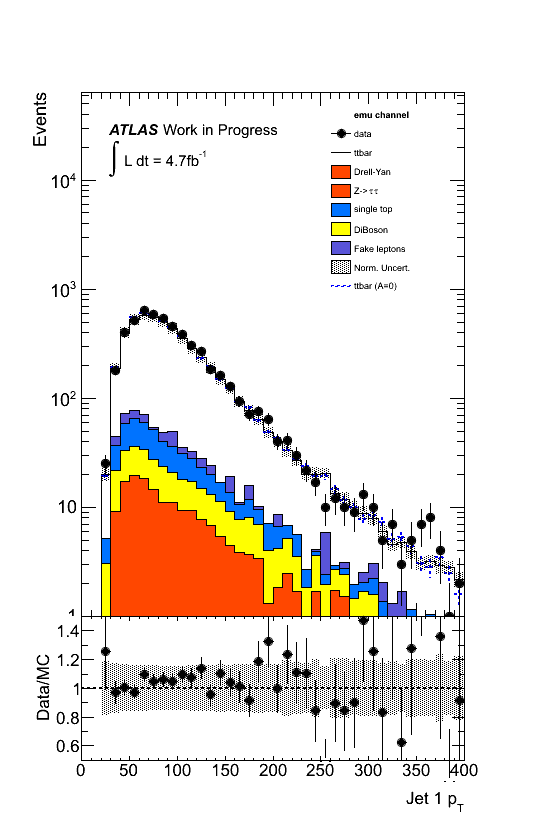 Events
ATLAS Work in Progress
∫ L dt = 4.7fb⁻¹
emu channel
data
ttbar
Drell-Yan
Z->ττ
single top
DiBoson
Fake leptons
Norm. Uncert.
ttbar (A=0)
10⁴
10³
10²
10
1
Data/MC
1.4
1.2
1
0.8
0.6
0 50 100 150 200 250 300 350 400
Jet 1 p_T